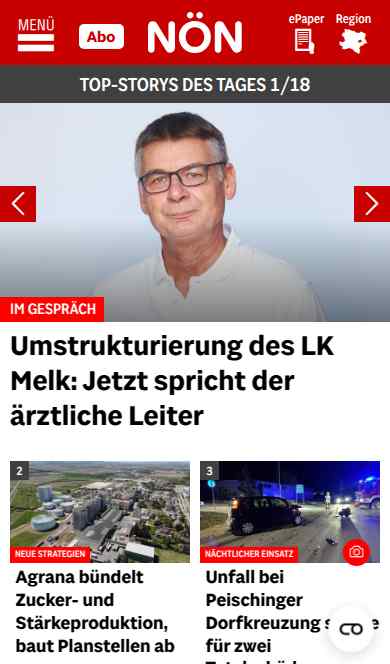 MENÜ
Abo
NÖN
ePaper
Region
TOP-STORYS DES TAGES 1/18
IM GESPRÄCH
Umstrukturierung des LK
Melk: Jetzt spricht der
ärztliche Leiter
2
NEUE STRATEGIEN
Agrana bündelt
Zucker- und
Stärkeproduktion,
baut Planstellen ab
3
NÄCHTLICHER EINSATZ
Unfall bei
Peischinger
Dorfkreuzung
für zwei